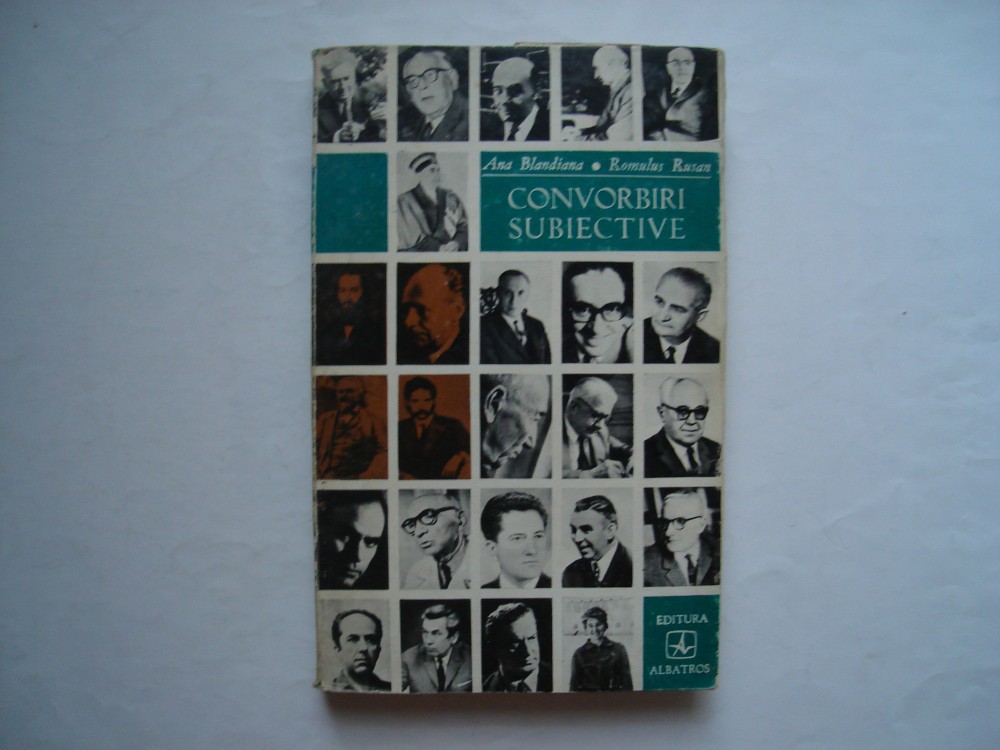 Ana Blandiana • Romulus Rusan
CONVORBIRI
SUBIECTIVE
EDITURA
ALBATROS